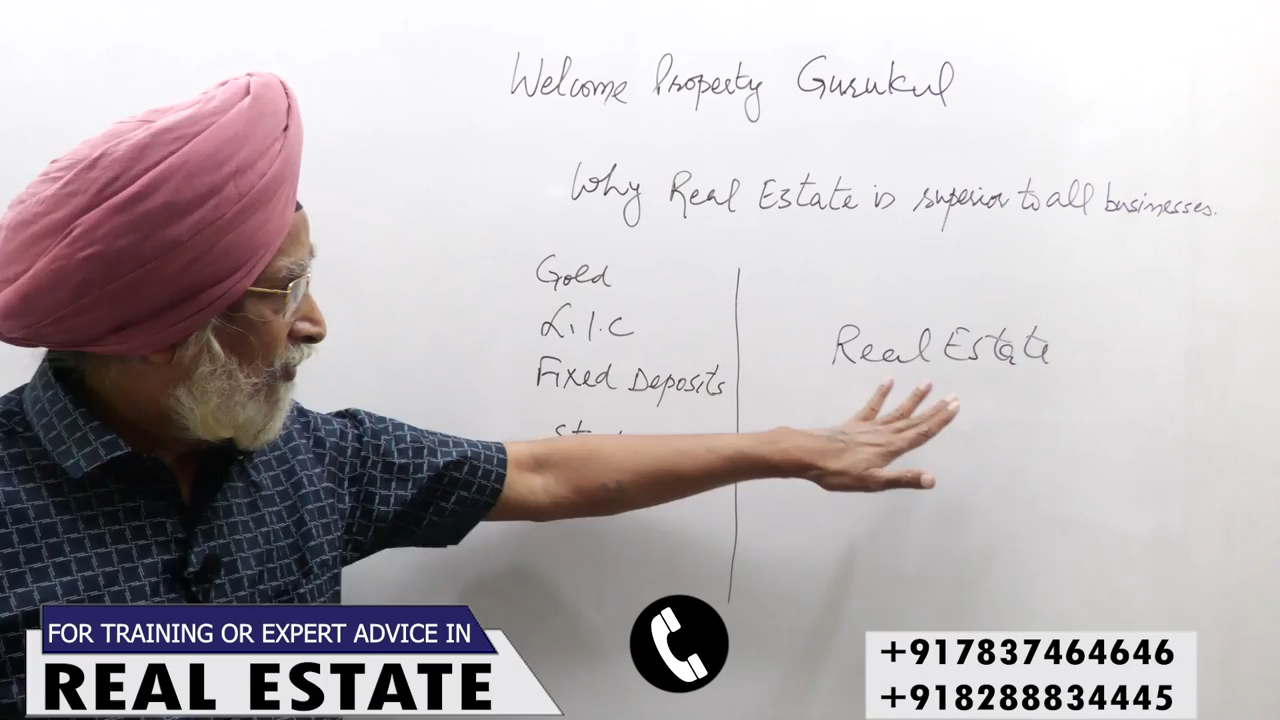 Welcome Property Gurukul
Why Real Estate is superior to all businesses.
Gold
L.I.C
Fixed Deposits
Real Estate
FOR TRAINING OR EXPERT ADVICE IN
REAL ESTATE
+917837464646
+918288834445